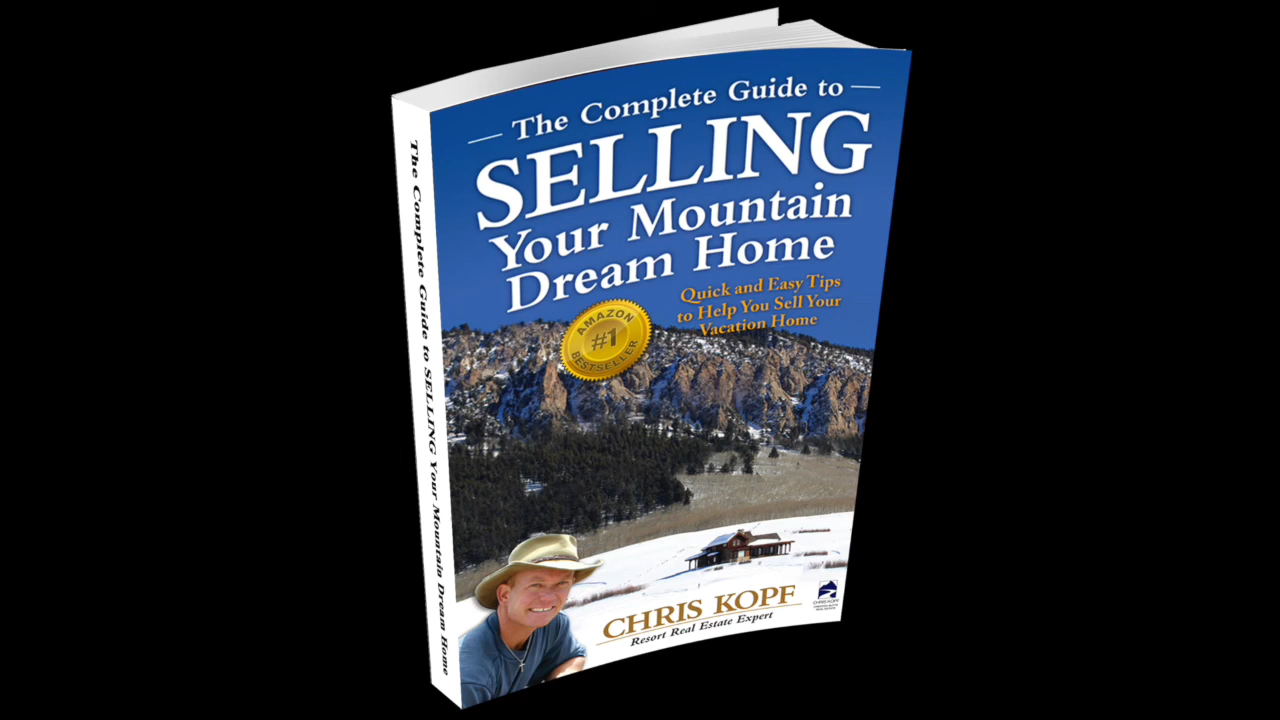 The Complete Guide to
SELLING
Your Mountain
Dream Home
Quick and Easy Tips
to Help You Sell Your
Vacation Home
AMAZON
#1
BESTSELLER
CHRIS KOPF
Resort Real Estate Expert
CHRIS KOPF
The Complete Guide to SELLING Your Mountain Dream Home